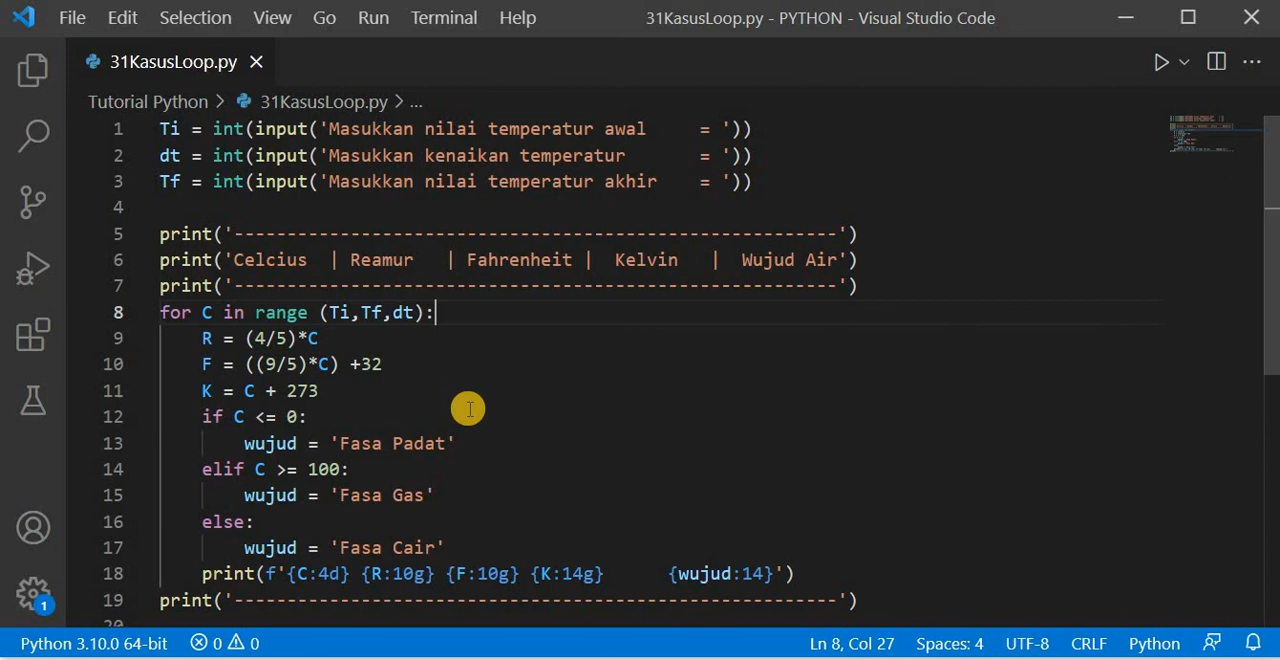 File Edit Selection View Go Run Terminal Help 31KasusLoop.py - PYTHON - Visual Studio Code
31KasusLoop.py
Tutorial Python > 31KasusLoop.py > ...
1 Ti = int(input('Masukkan nilai temperatur awal     = '))
2 dt = int(input('Masukkan kenaikan temperatur       = '))
3 Tf = int(input('Masukkan nilai temperatur akhir    = '))
4
5 print('---------------------------------------------------------')
6 print('Celcius  | Reamur   | Fahrenheit |  Kelvin   |  Wujud Air')
7 print('---------------------------------------------------------')
8 for C in range (Ti,Tf,dt):
9     R = (4/5)*C
10     F = ((9/5)*C) +32
11     K = C + 273
12     if C <= 0:
13         wujud = 'Fasa Padat'
14     elif C >= 100:
15         wujud = 'Fasa Gas'
16     else:
17         wujud = 'Fasa Cair'
18     print(f'{C:4d} {R:10g} {F:10g} {K:14g}      {wujud:14}')
19 print('---------------------------------------------------------')
1
Python 3.10.0 64-bit 0 0 Ln 8, Col 27 Spaces: 4 UTF-8 CRLF Python